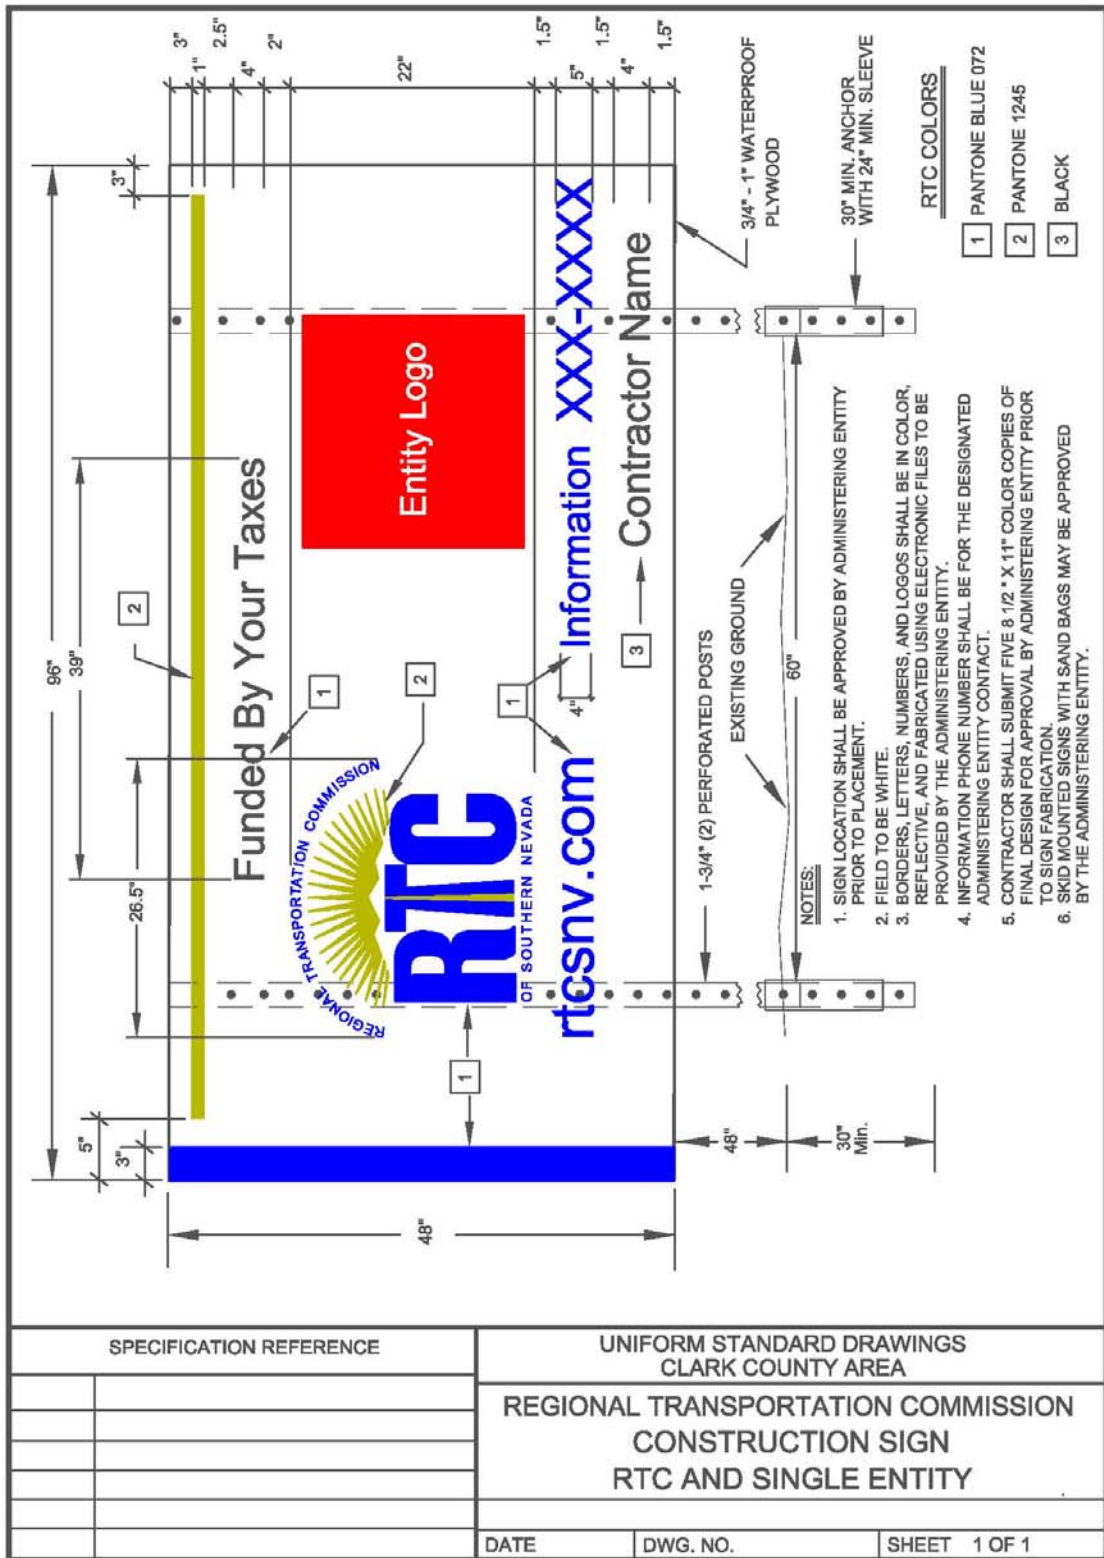 96"
39"
26.5"
5"
3"
3"
3"
1"
2.5"
4"
2"
22"
1.5"
5"
1.5"
4"
1.5"
48"
2
Funded By Your Taxes
1
2
REGIONAL TRANSPORTATION COMMISSION
RTC
OF SOUTHERN NEVADA
1
Entity Logo
1
rtcsnv.com
4"
Information XXX-XXXX
3
Contractor Name
3/4" - 1" WATERPROOF
PLYWOOD
1-3/4" (2) PERFORATED POSTS
EXISTING GROUND
48"
60"
30"
Min.
30" MIN. ANCHOR
WITH 24" MIN. SLEEVE
NOTES:
1. SIGN LOCATION SHALL BE APPROVED BY ADMINISTERING ENTITY
PRIOR TO PLACEMENT.
2. FIELD TO BE WHITE.
3. BORDERS, LETTERS, NUMBERS, AND LOGOS SHALL BE IN COLOR,
REFLECTIVE, AND FABRICATED USING ELECTRONIC FILES TO BE
PROVIDED BY THE ADMINISTERING ENTITY.
4. INFORMATION PHONE NUMBER SHALL BE FOR THE DESIGNATED
ADMINISTERING ENTITY CONTACT.
5. CONTRACTOR SHALL SUBMIT FIVE 8 1/2 " X 11" COLOR COPIES OF
FINAL DESIGN FOR APPROVAL BY ADMINISTERING ENTITY PRIOR
TO SIGN FABRICATION.
6. SKID MOUNTED SIGNS WITH SAND BAGS MAY BE APPROVED
BY THE ADMINISTERING ENTITY.
RTC COLORS
1 PANTONE BLUE 072
2 PANTONE 1245
3 BLACK
SPECIFICATION REFERENCE
UNIFORM STANDARD DRAWINGS
CLARK COUNTY AREA
REGIONAL TRANSPORTATION COMMISSION
CONSTRUCTION SIGN
RTC AND SINGLE ENTITY
DATE
DWG. NO.
SHEET 1 OF 1